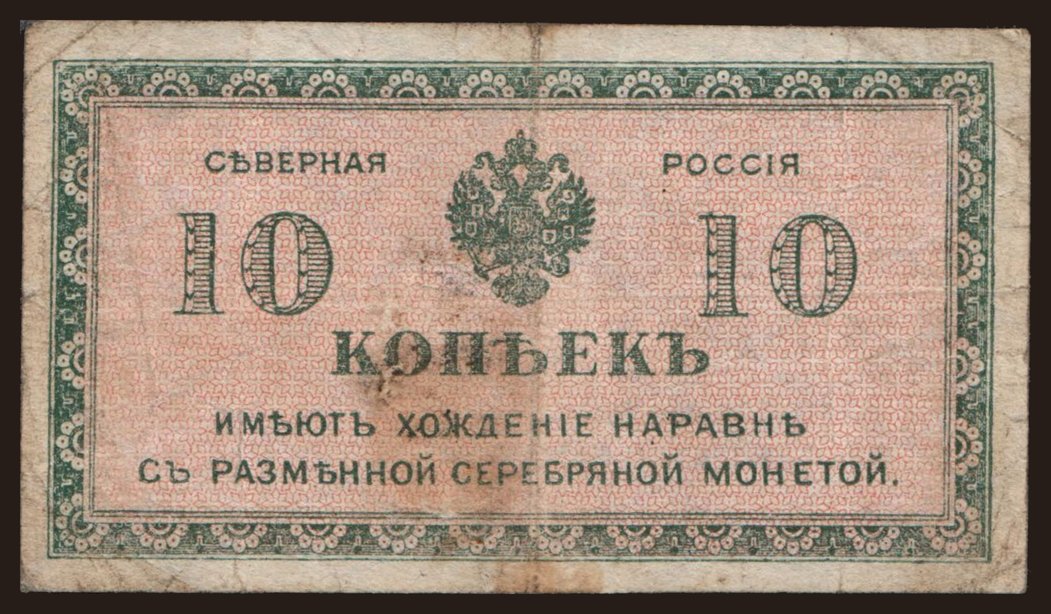 СѢВЕРНАЯ РОССІЯ
10 10
КОПѢЕКЪ
ИМѢЮТЪ ХОЖДЕНІЕ НАРАВНѢ
СЪ РАЗМѢННОЙ СЕРЕБРЯНОЙ МОНЕТОЙ.